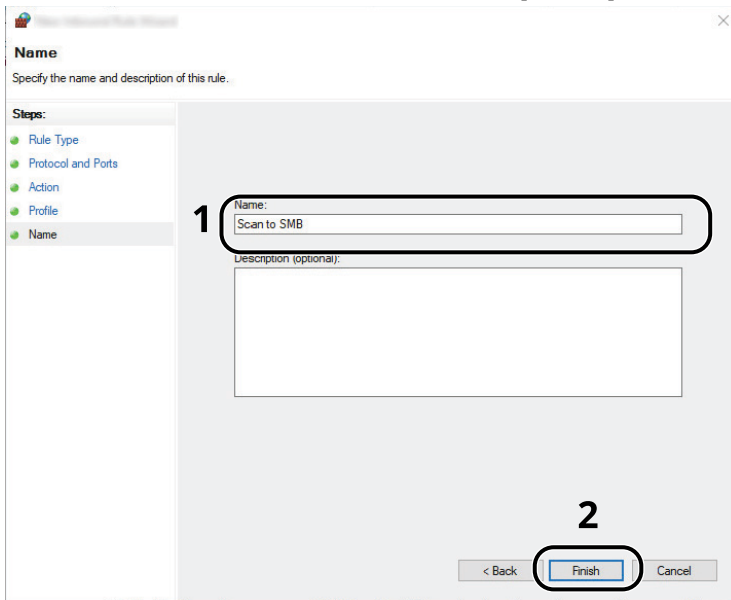 Name
Specify the name and description of this rule.
Steps:
Rule Type
Protocol and Ports
Action
Profile
Name
1
Name:
Scan to SMB
Description (optional):
2
< Back
Finish
Cancel